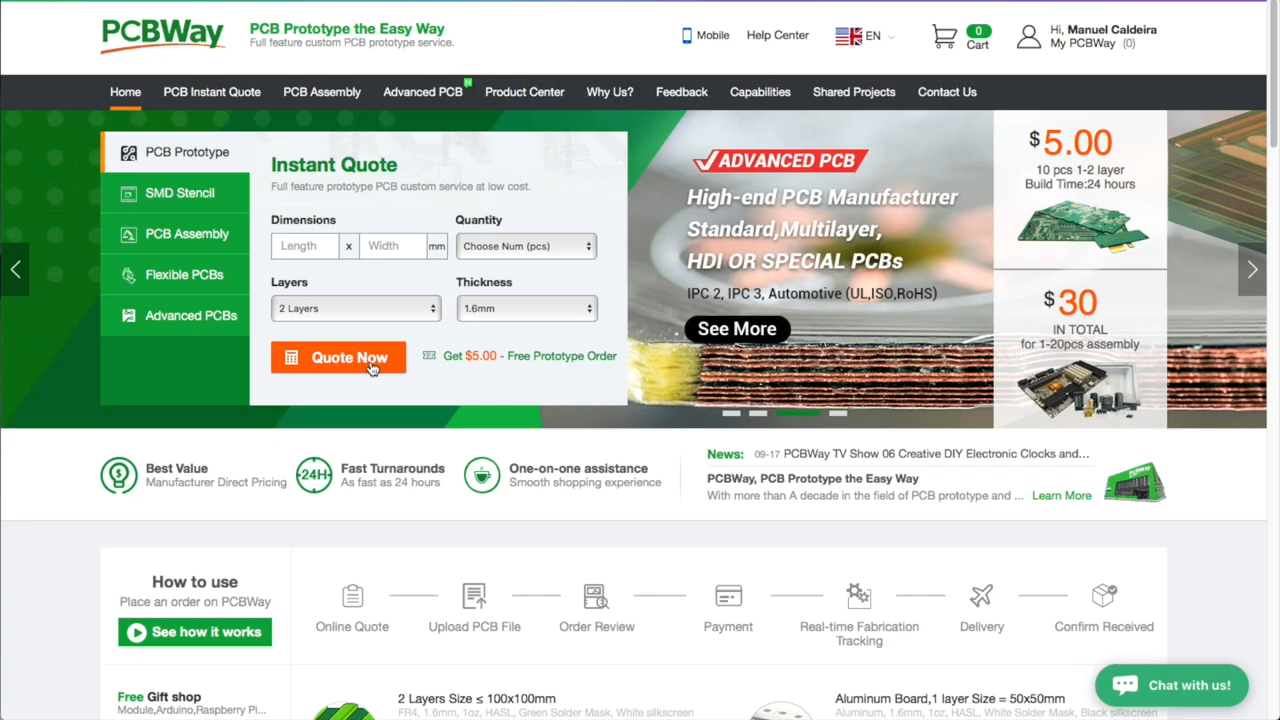 PCBWay
PCB Prototype the Easy Way
Full feature custom PCB prototype service.
Mobile
Help Center
EN
0
Cart
Hi, Manuel Caldeira
My PCBWay (0)
Home
PCB Instant Quote
PCB Assembly
Advanced PCB
Product Center
Why Us?
Feedback
Capabilities
Shared Projects
Contact Us
PCB Prototype
SMD Stencil
PCB Assembly
Flexible PCBs
Advanced PCBs
Instant Quote
Full feature prototype PCB custom service at low cost.
Dimensions
Quantity
Length x Width mm
Choose Num (pcs)
Layers
Thickness
2 Layers
1.6mm
Quote Now
Get $5.00 - Free Prototype Order
ADVANCED PCB
High-end PCB Manufacturer
Standard,Multilayer,
HDI OR SPECIAL PCBs
IPC 2, IPC 3, Automotive (UL,ISO,RoHS)
See More
$5.00
10 pcs 1-2 layer
Build Time:24 hours
$30
IN TOTAL
for 1-20pcs assembly
Best Value
Manufacturer Direct Pricing
24H
Fast Turnarounds
As fast as 24 hours
One-on-one assistance
Smooth shopping experience
News: 09-17 PCBWay TV Show 06 Creative DIY Electronic Clocks and...
PCBWay, PCB Prototype the Easy Way
With more than A decade in the field of PCB prototype and ... Learn More
How to use
Place an order on PCBWay
See how it works
Online Quote
Upload PCB File
Order Review
Payment
Real-time Fabrication
Tracking
Delivery
Confirm Received
Free Gift shop
Module,Arduino,Raspberry Pi...
2 Layers Size ≤ 100x100mm
FR4, 1.6mm, 1oz, HASL, Green Solder Mask, White silkscreen
Aluminum Board,1 layer Size = 50x50mm
Aluminum, 1.6mm, 1oz, HASL, White Solder Mask, Black silkscreen
Chat with us!